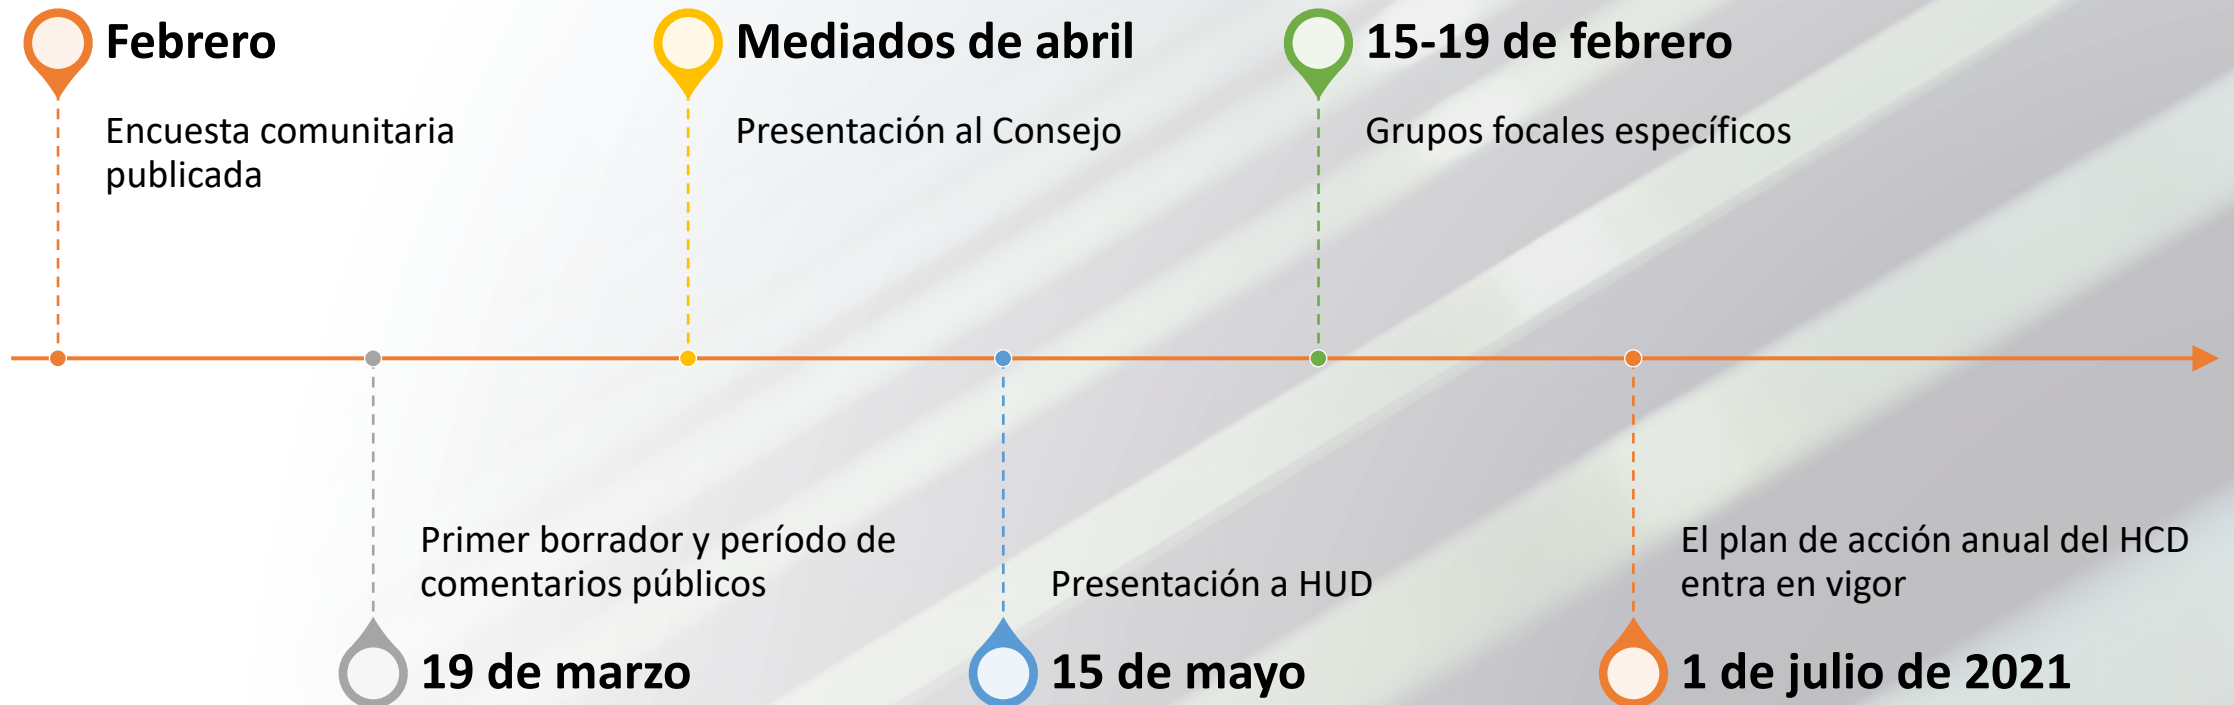 Febrero
Encuesta comunitaria
publicada
Mediados de abril
Presentación al Consejo
15-19 de febrero
Grupos focales específicos
Primer borrador y período de
comentarios públicos
19 de marzo
Presentación a HUD
15 de mayo
El plan de acción anual del HCD
entra en vigor
1 de julio de 2021